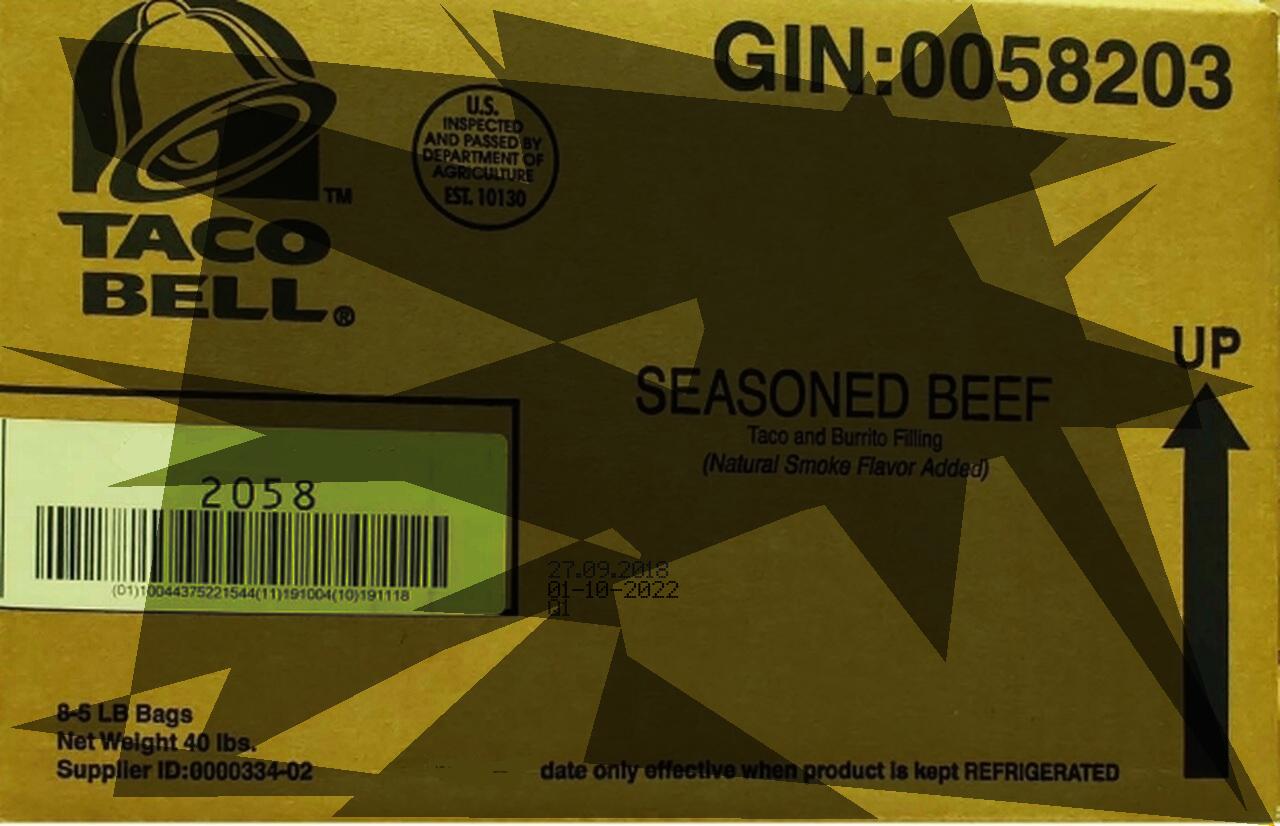 GIN:0058203
U.S.
INSPECTED
AND PASSED BY
DEPARTMENT OF
AGRICULTURE
EST. 10130
TM
TACO
BELL®
UP
SEASONED BEEF
Taco and Burrito Filling
(Natural Smoke Flavor Added)
2058
(01)10044375221544(11)191004(10)191118
27.09.2018
01-10-2022
01
8-5 LB Bags
Net Weight 40 lbs.
Supplier ID:0000334-02
date only effective when product is kept REFRIGERATED